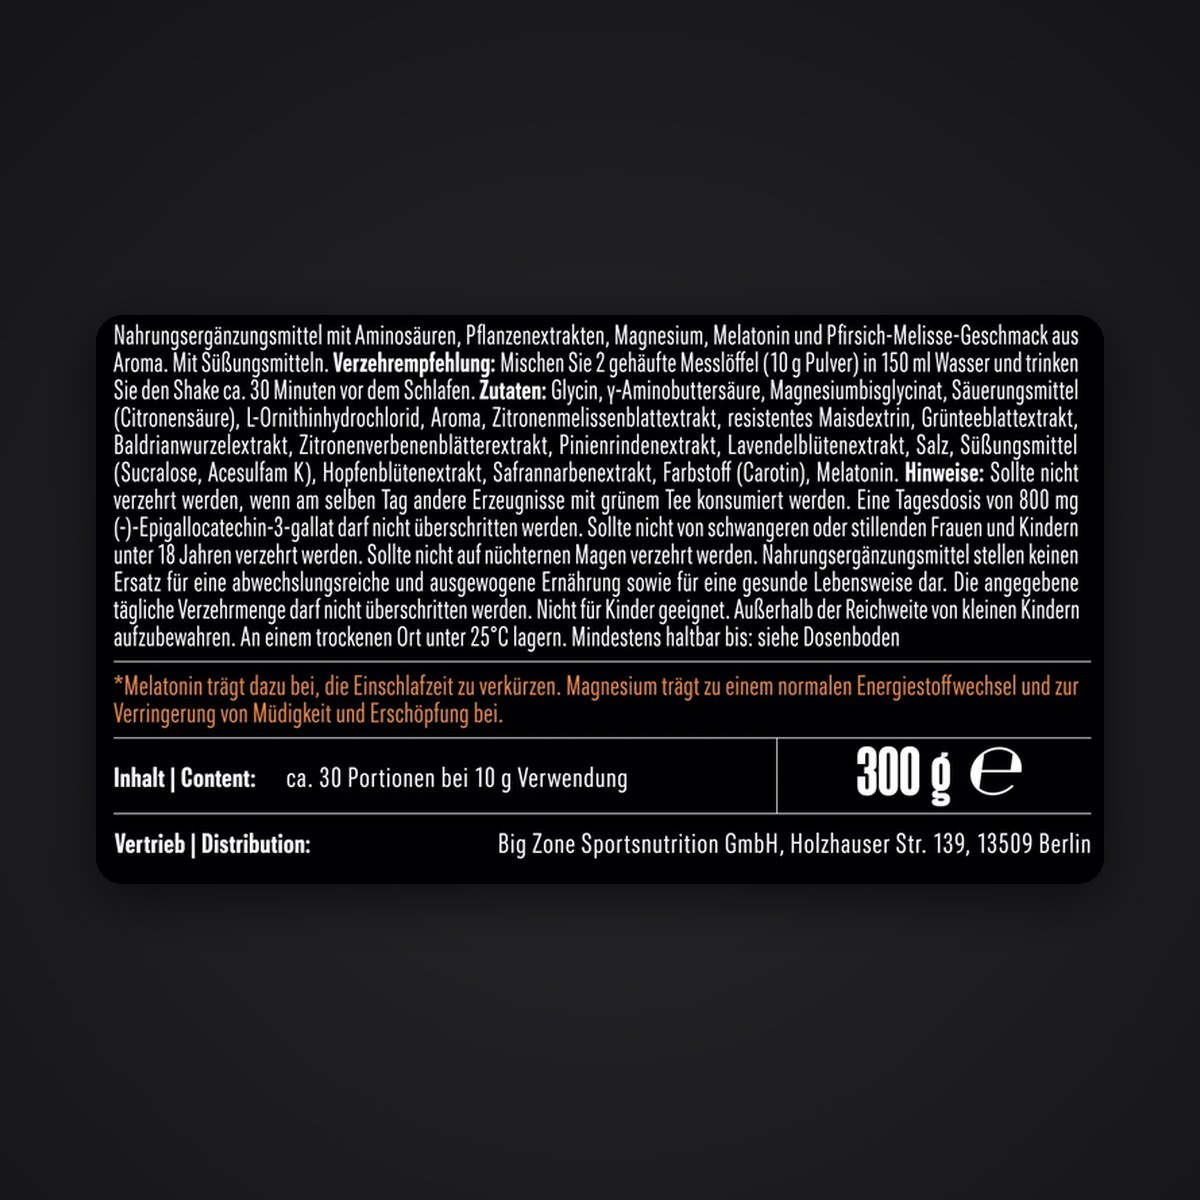 Nahrungsergänzungsmittel mit Aminosäuren, Pflanzenextrakten, Magnesium, Melatonin und Pfirsich-Melisse-Geschmack aus
Aroma. Mit Süßungsmitteln. Verzehrempfehlung: Mischen Sie 2 gehäufte Messlöffel (10 g Pulver) in 150 ml Wasser und trinken
Sie den Shake ca. 30 Minuten vor dem Schlafen. Zutaten: Glycin, γ-Aminobuttersäure, Magnesiumbisglycinat, Säuerungsmittel
(Citronensäure), L-Ornithinhydrochlorid, Aroma, Zitronenmelissenblattextrakt, resistentes Maisdextrin, Grünteeblattextrakt,
Baldrianwurzelextrakt, Zitronenverbenenblätterextrakt, Pinienrindenextrakt, Lavendelblütenextrakt, Salz, Süßungsmittel
(Sucralose, Acesulfam K), Hopfenblütenextrakt, Safrannarbenextrakt, Farbstoff (Carotin), Melatonin. Hinweise: Sollte nicht
verzehrt werden, wenn am selben Tag andere Erzeugnisse mit grünem Tee konsumiert werden. Eine Tagesdosis von 800 mg
(-)-Epigallocatechin-3-gallat darf nicht überschritten werden. Sollte nicht von schwangeren oder stillenden Frauen und Kindern
unter 18 Jahren verzehrt werden. Sollte nicht auf nüchternen Magen verzehrt werden. Nahrungsergänzungsmittel stellen keinen
Ersatz für eine abwechslungsreiche und ausgewogene Ernährung sowie für eine gesunde Lebensweise dar. Die angegebene
tägliche Verzehrmenge darf nicht überschritten werden. Nicht für Kinder geeignet. Außerhalb der Reichweite von kleinen Kindern
aufzubewahren. An einem trockenen Ort unter 25°C lagern. Mindestens haltbar bis: siehe Dosenboden
*Melatonin trägt dazu bei, die Einschlafzeit zu verkürzen. Magnesium trägt zu einem normalen Energiestoffwechsel und zur
Verringerung von Müdigkeit und Erschöpfung bei.
Inhalt | Content: ca. 30 Portionen bei 10 g Verwendung
300 g ℮
Vertrieb | Distribution: Big Zone Sportsnutrition GmbH, Holzhauser Str. 139, 13509 Berlin